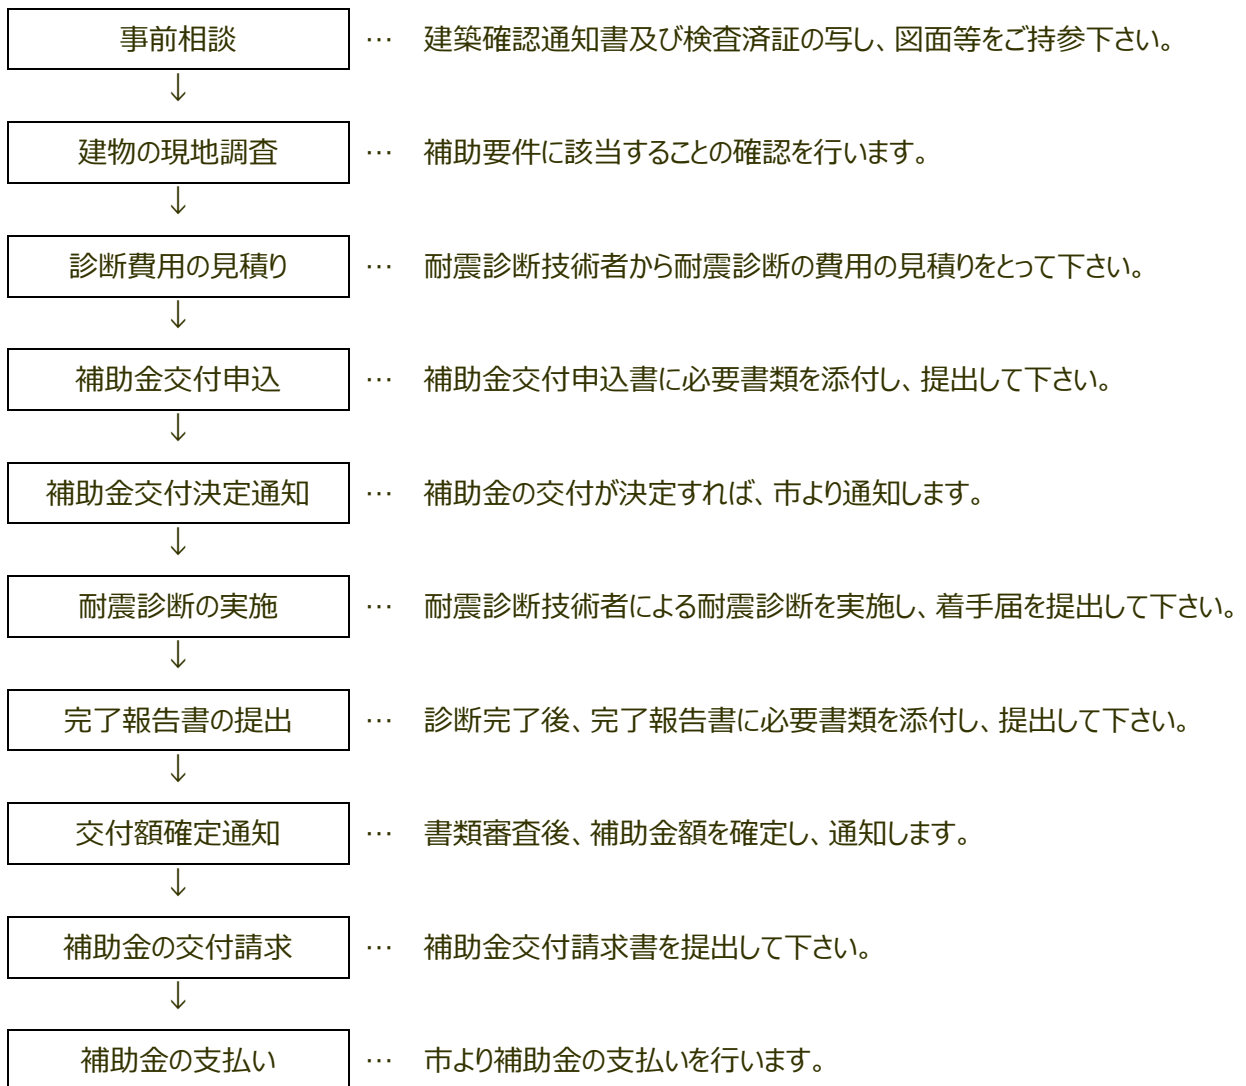 事前相談 … 建築確認通知書及び検査済証の写し、図面等をご持参下さい。
↓
建物の現地調査 … 補助要件に該当することの確認を行います。
↓
診断費用の見積り … 耐震診断技術者から耐震診断の費用の見積りをとって下さい。
↓
補助金交付申込 … 補助金交付申込書に必要書類を添付し、提出して下さい。
↓
補助金交付決定通知 … 補助金の交付が決定すれば、市より通知します。
↓
耐震診断の実施 … 耐震診断技術者による耐震診断を実施し、着手届を提出して下さい。
↓
完了報告書の提出 … 診断完了後、完了報告書に必要書類を添付し、提出して下さい。
↓
交付額確定通知 … 書類審査後、補助金額を確定し、通知します。
↓
補助金の交付請求 … 補助金交付請求書を提出して下さい。
↓
補助金の支払い … 市より補助金の支払いを行います。